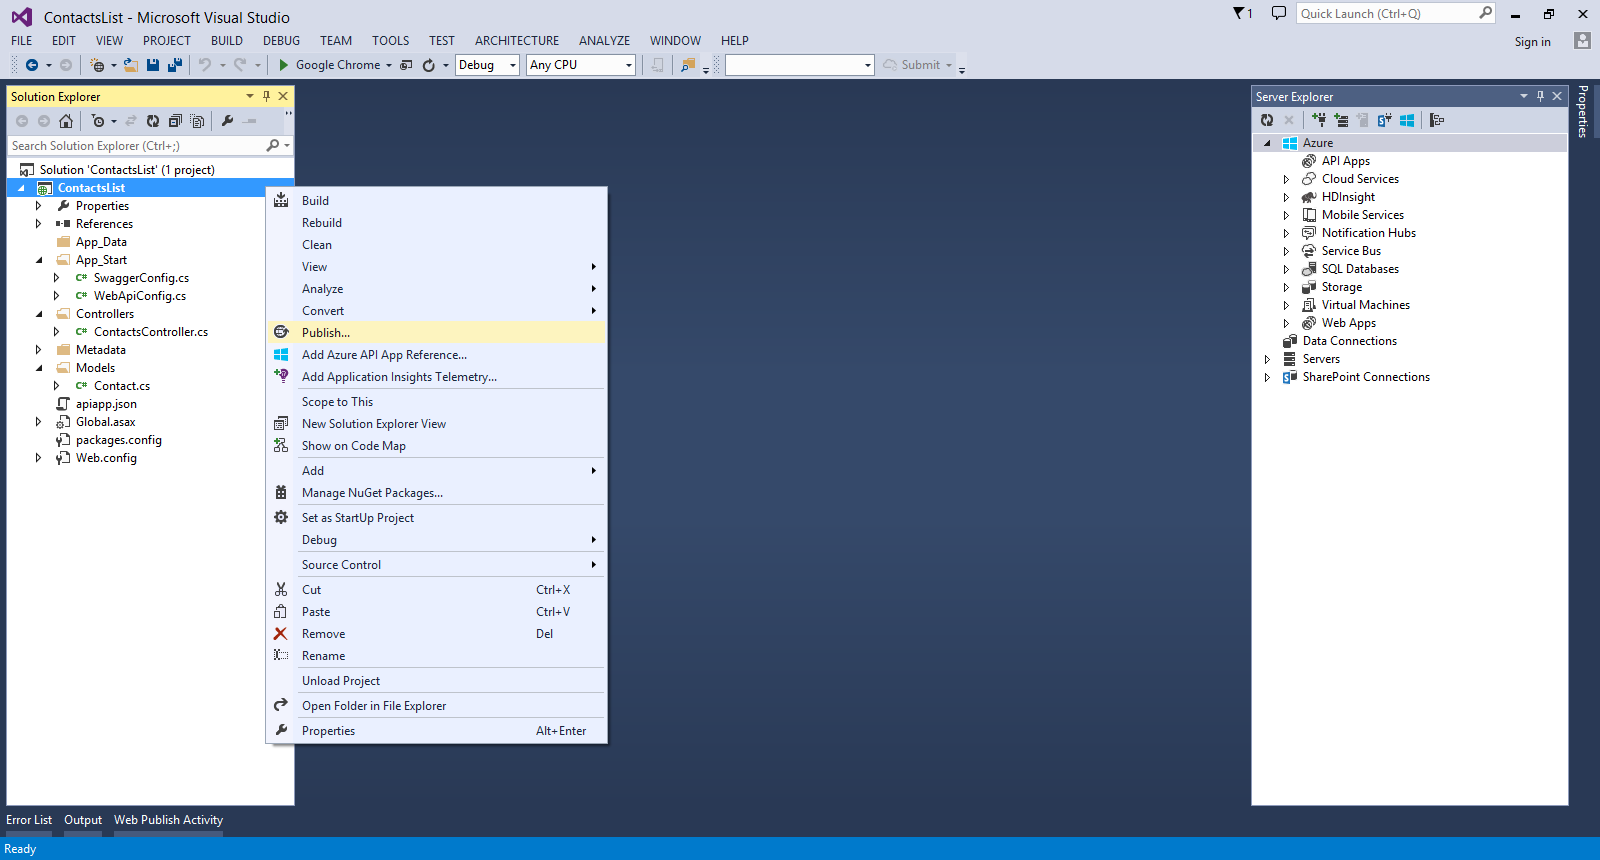 ContactsList - Microsoft Visual Studio
1
Quick Launch (Ctrl+Q)
FILE EDIT VIEW PROJECT BUILD DEBUG TEAM TOOLS TEST ARCHITECTURE ANALYZE WINDOW HELP
Sign in
Google Chrome Debug Any CPU Submit
Solution Explorer
Search Solution Explorer (Ctrl+;)
Solution 'ContactsList' (1 project)
ContactsList
Properties
References
App_Data
App_Start
C# SwaggerConfig.cs
C# WebApiConfig.cs
Controllers
C# ContactsController.cs
Metadata
Models
C# Contact.cs
apiapp.json
Global.asax
packages.config
Web.config
Build
Rebuild
Clean
View
Analyze
Convert
Publish...
Add Azure API App Reference...
Add Application Insights Telemetry...
Scope to This
New Solution Explorer View
Show on Code Map
Add
Manage NuGet Packages...
Set as StartUp Project
Debug
Source Control
Cut Ctrl+X
Paste Ctrl+V
Remove Del
Rename
Unload Project
Open Folder in File Explorer
Properties Alt+Enter
Server Explorer
Azure
API Apps
Cloud Services
HDInsight
Mobile Services
Notification Hubs
Service Bus
SQL Databases
Storage
Virtual Machines
Web Apps
Data Connections
Servers
SharePoint Connections
Properties
Error List Output Web Publish Activity
Ready